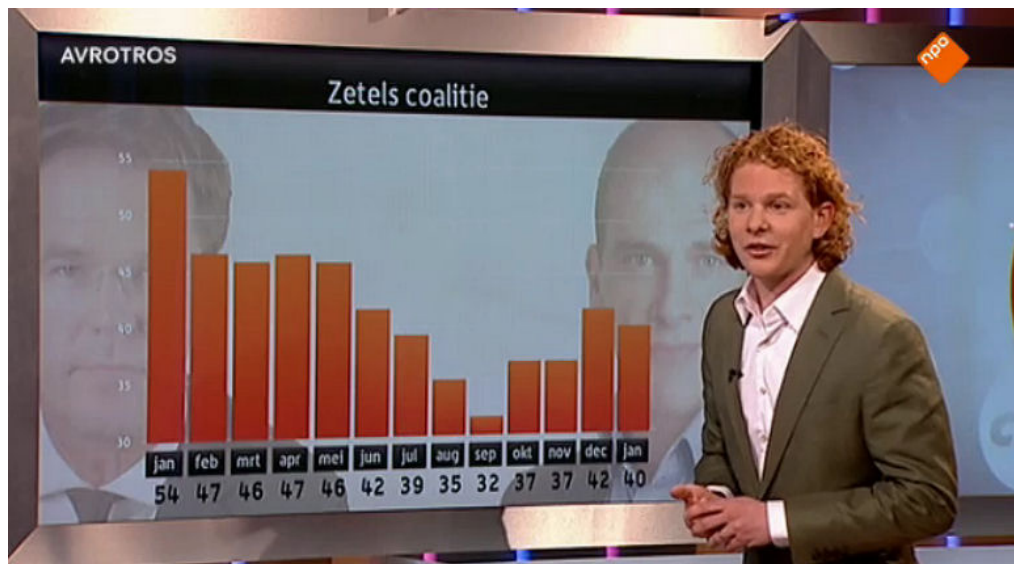 AVROTROS
npo
Zetels coalitie
55
50
45
40
35
30
jan feb mrt apr mei jun jul aug sep okt nov dec jan
54 47 46 47 46 42 39 35 32 37 37 42 40